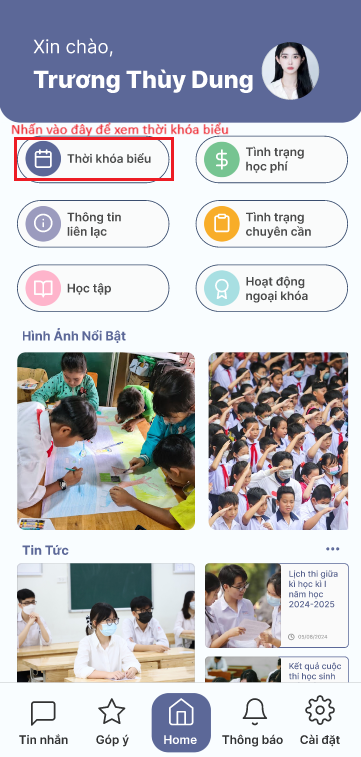 Xin chào,
Trương Thùy Dung
Nhấn vào đây để xem thời khóa biểu
Thời khóa biểu
Tình trạng
học phí
Thông tin
liên lạc
Tình trạng
chuyên cần
Học tập
Hoạt động
ngoại khóa
Hình Ảnh Nổi Bật
Tin Tức
Lịch thi giữa
kì học kì I
năm học
2024-2025
05/08/2024
Kết quả cuộc
thi học sinh
Tin nhắn
Góp ý
Home
Thông báo
Cài đặt